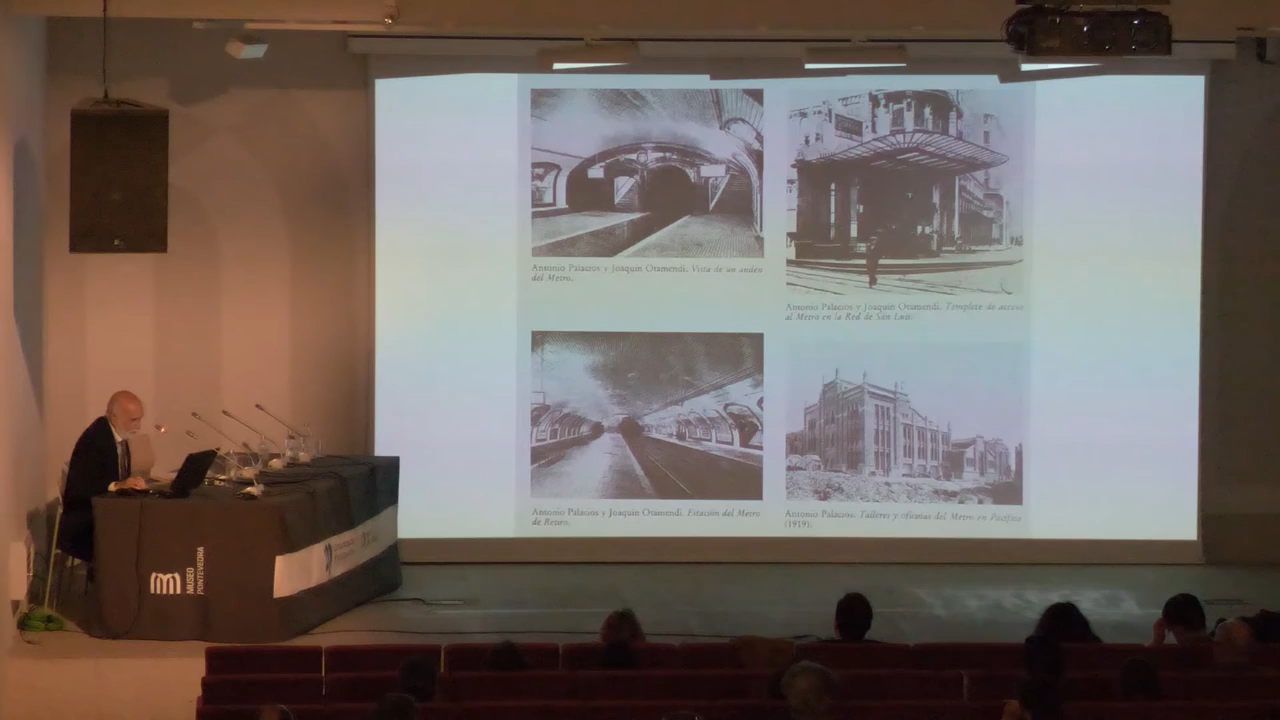 Antonio Palacios y Joaquín Otamendi. Vista de un andén
del Metro.
Antonio Palacios y Joaquín Otamendi. Templete de acceso
al Metro en la Red de San Luis.
Antonio Palacios y Joaquín Otamendi. Estación del Metro
de Retiro.
Antonio Palacios. Talleres y oficinas del Metro en Pacífico
(1919).
MUSEO
PONTEVEDRA